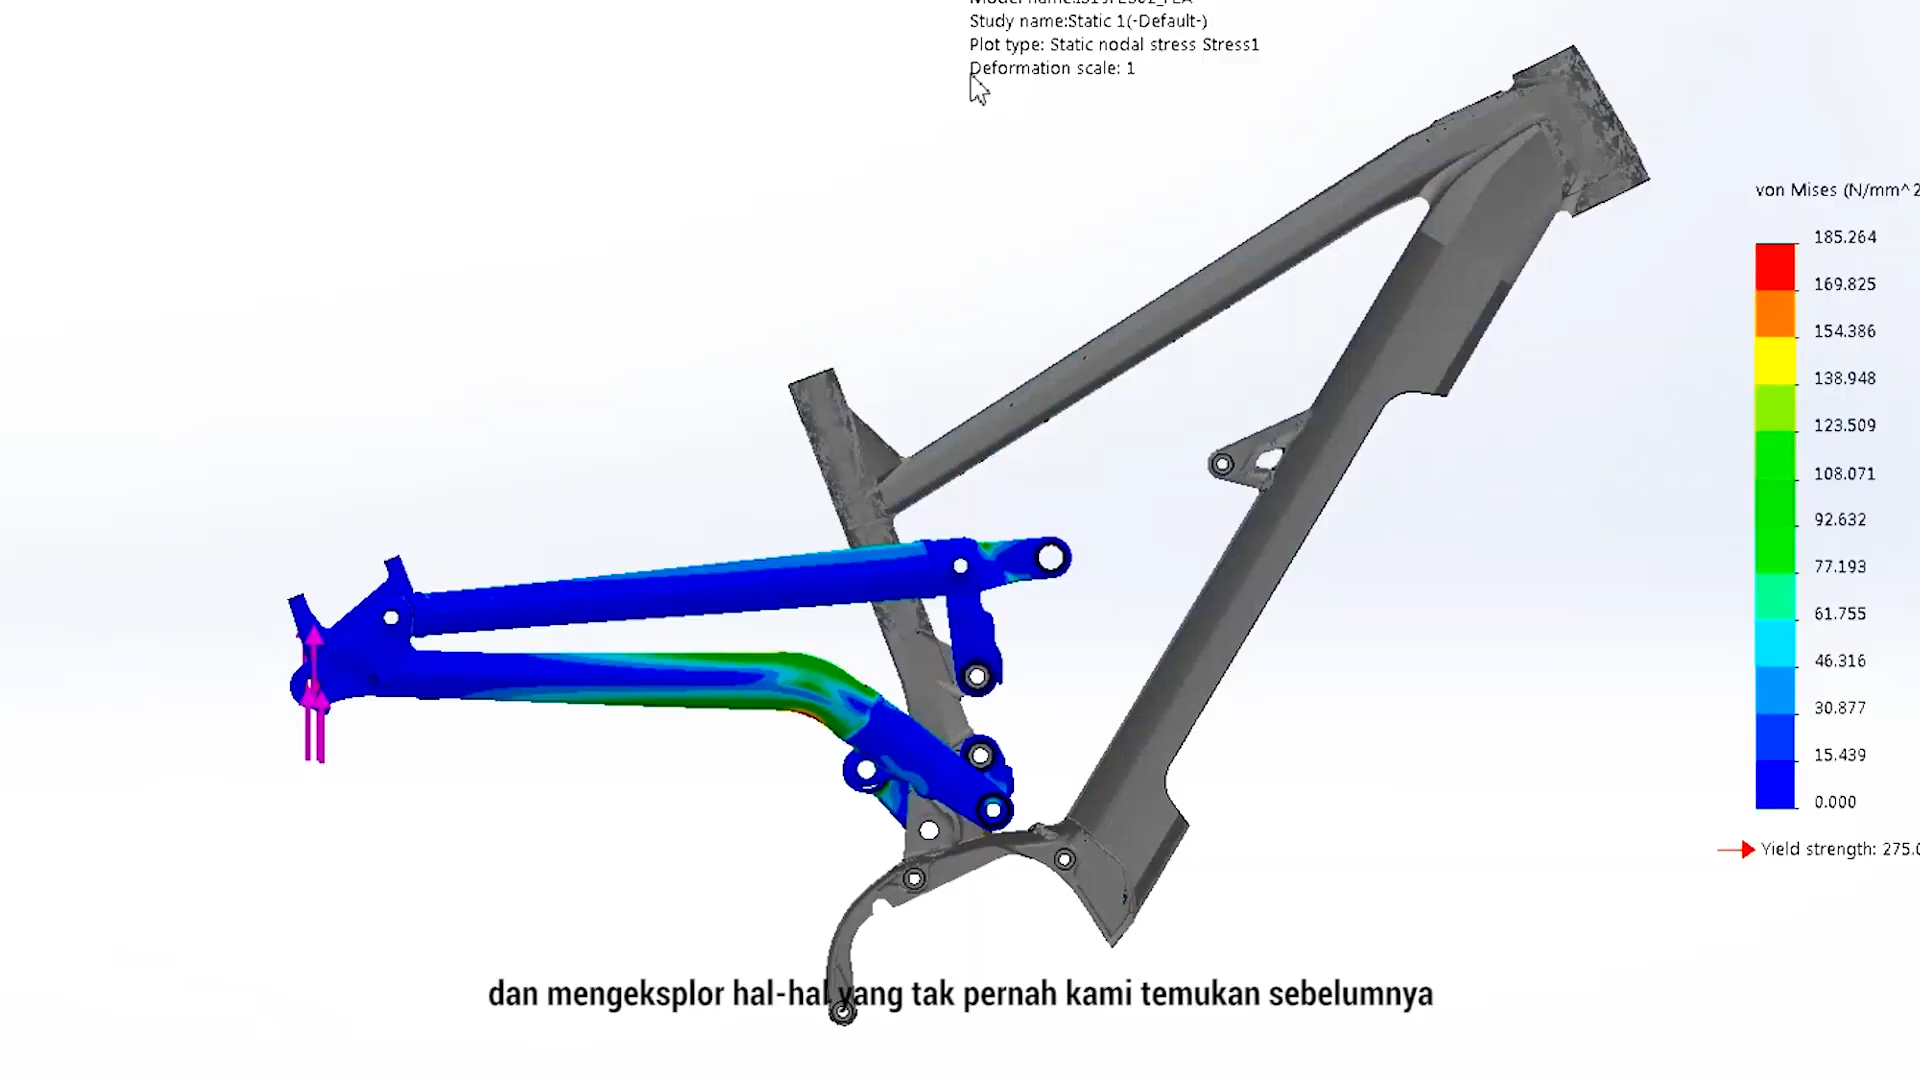 Study name:Static 1(-Default-)
Plot type: Static nodal stress Stress1
Deformation scale: 1
von Mises (N/mm^2
185.264
169.825
154.386
138.948
123.509
108.071
92.632
77.193
61.755
46.316
30.877
15.439
0.000
Yield strength: 275.0
dan mengeksplor hal-hal yang tak pernah kami temukan sebelumnya